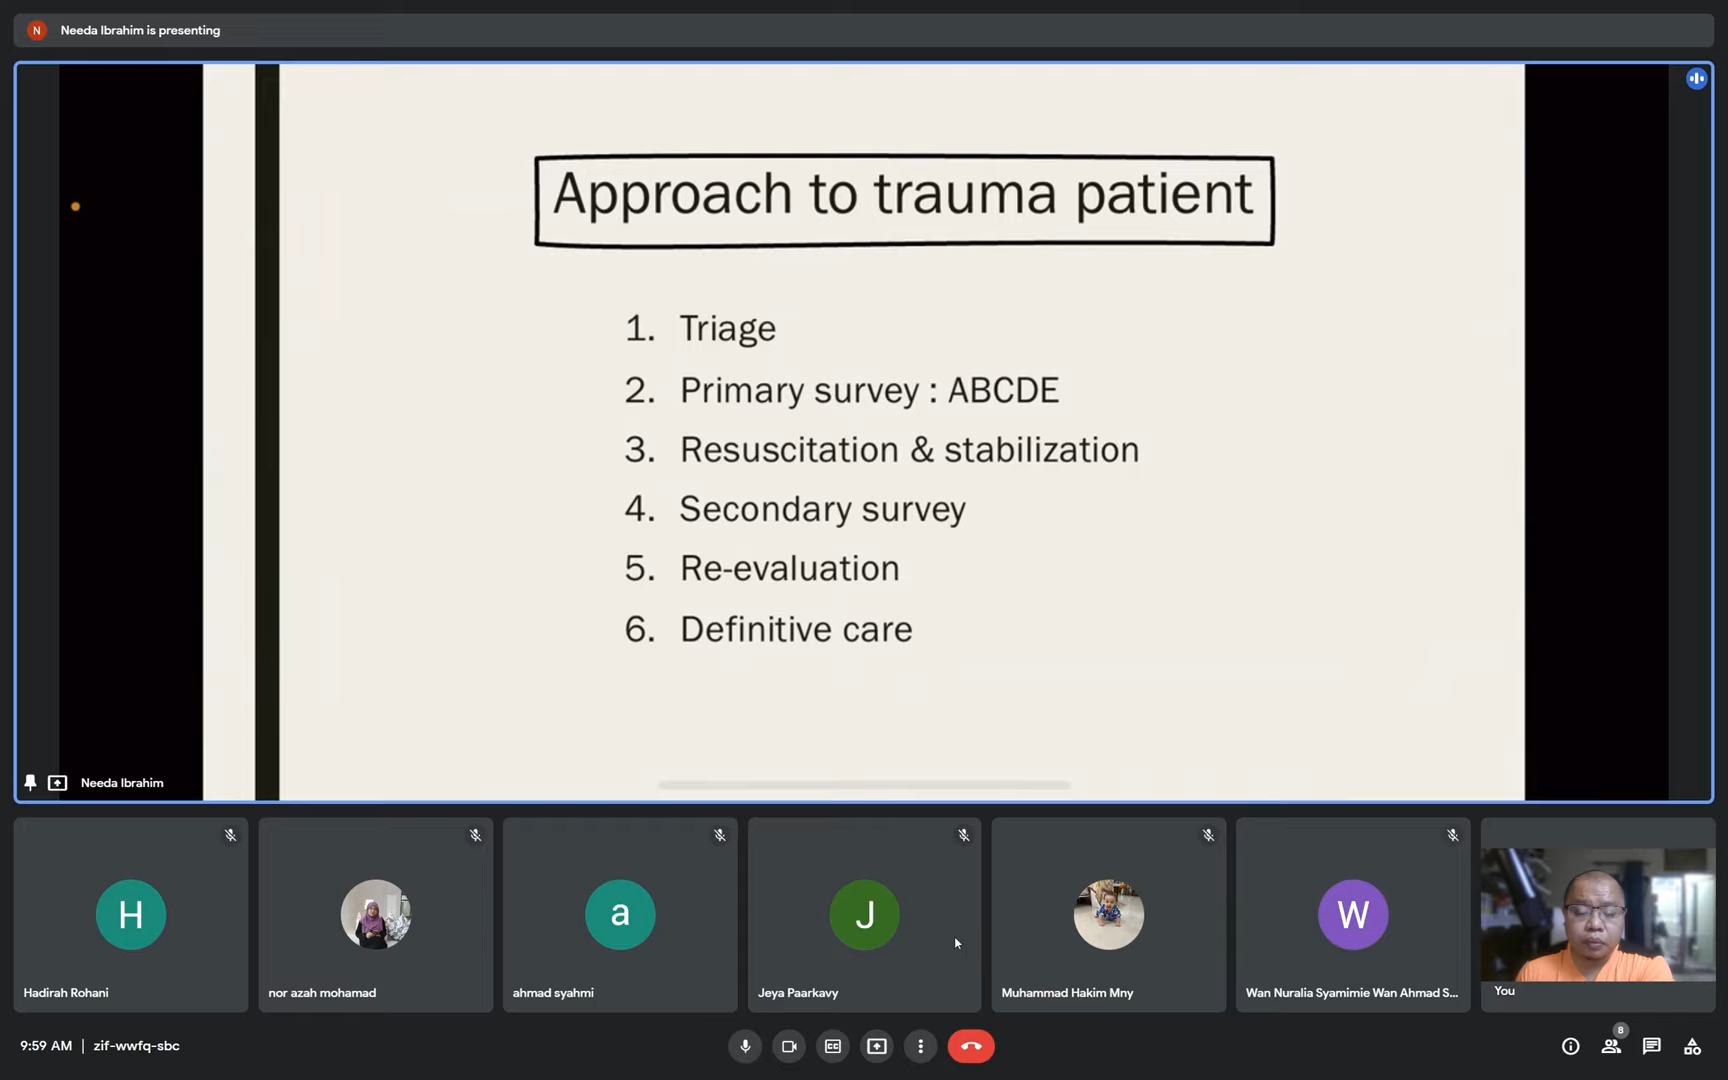 N Needa Ibrahim is presenting
Approach to trauma patient
1. Triage
2. Primary survey : ABCDE
3. Resuscitation & stabilization
4. Secondary survey
5. Re-evaluation
6. Definitive care
Needa Ibrahim
H
a
J
W
Hadirah Rohani
nor azah mohamad
ahmad syahmi
Jeya Paarkavy
Muhammad Hakim Mny
Wan Nuralia Syamimie Wan Ahmad S...
You
9:59 AM | zif-wwfq-sbc
CC
8